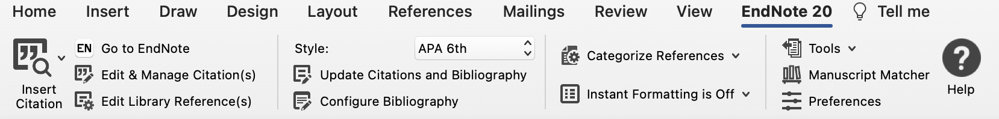 Home Insert Draw Design Layout References Mailings Review View EndNote 20 Tell me
Insert
Citation
EN Go to EndNote
Edit & Manage Citation(s)
Edit Library Reference(s)
Style: APA 6th
Update Citations and Bibliography
Configure Bibliography
Categorize References
Instant Formatting is Off
Tools
Manuscript Matcher
Preferences
?
Help